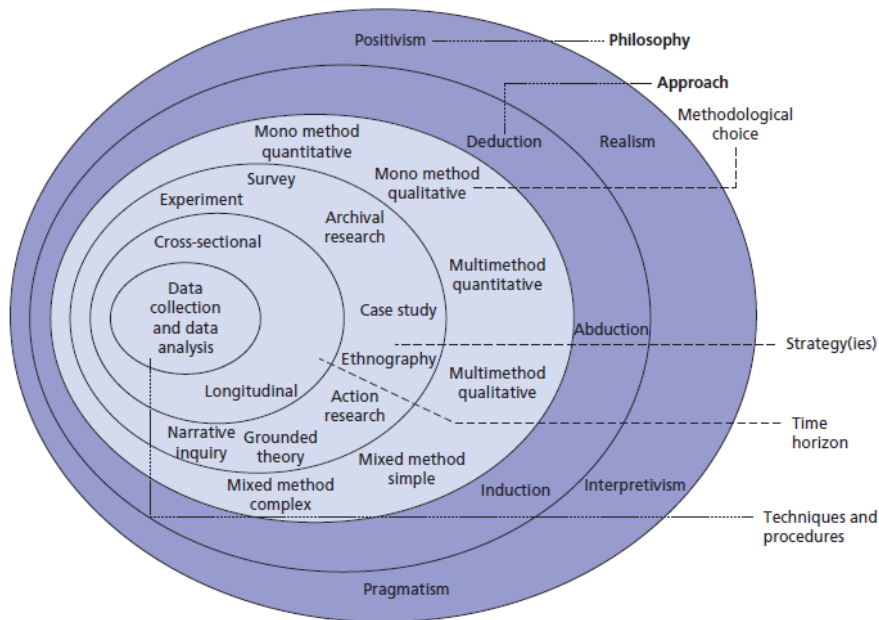 Positivism
Philosophy
Approach
Methodological
choice
Mono method
quantitative
Deduction
Realism
Mono method
qualitative
Survey
Experiment
Archival
research
Cross-sectional
Multimethod
quantitative
Data
collection
and data
analysis
Case study
Abduction
Strategy(ies)
Ethnography
Multimethod
qualitative
Longitudinal
Action
research
Time
horizon
Narrative
inquiry
Grounded
theory
Mixed method
simple
Mixed method
complex
Induction
Interpretivism
Techniques and
procedures
Pragmatism